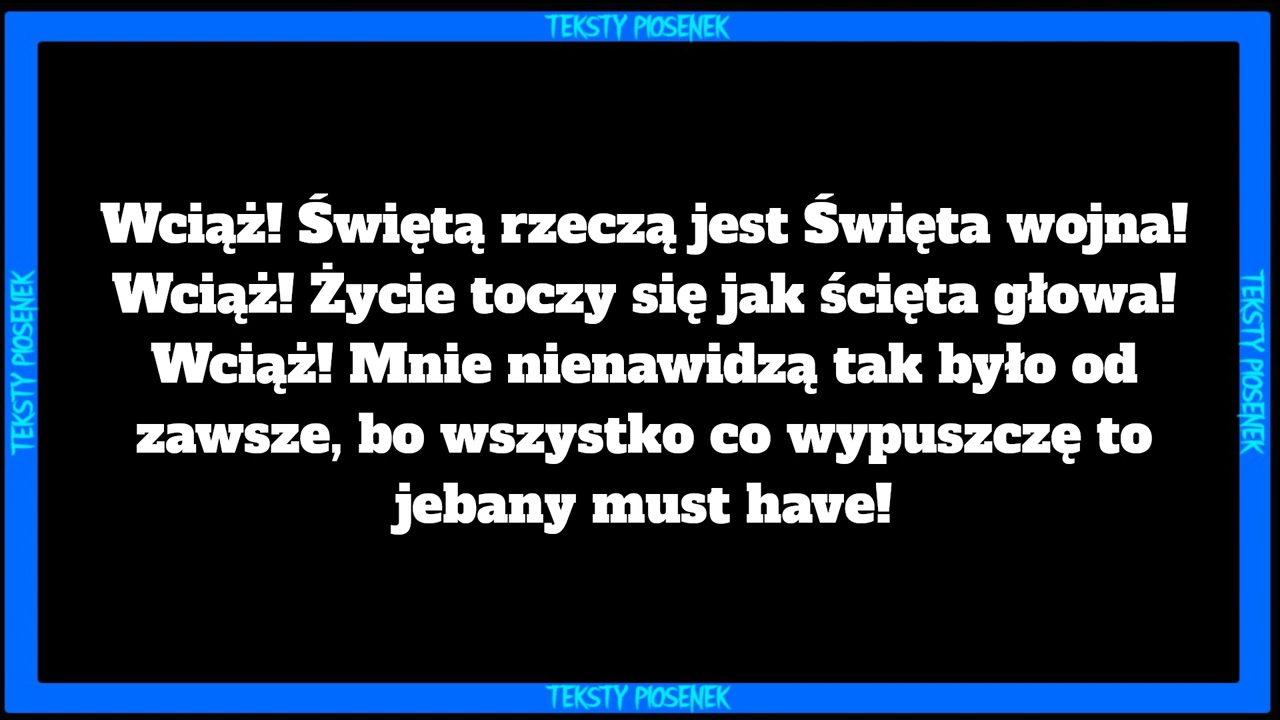 TEKSTY PIOSENEK
Wciąż! Świętą rzeczą jest Święta wojna!
Wciąż! Życie toczy się jak ścięta głowa!
Wciąż! Mnie nienawidzą tak było od
zawsze, bo wszystko co wypuszczę to
jebany must have!
TEKSTY PIOSENEK
TEKSTY PIOSENEK
TEKSTY PIOSENEK